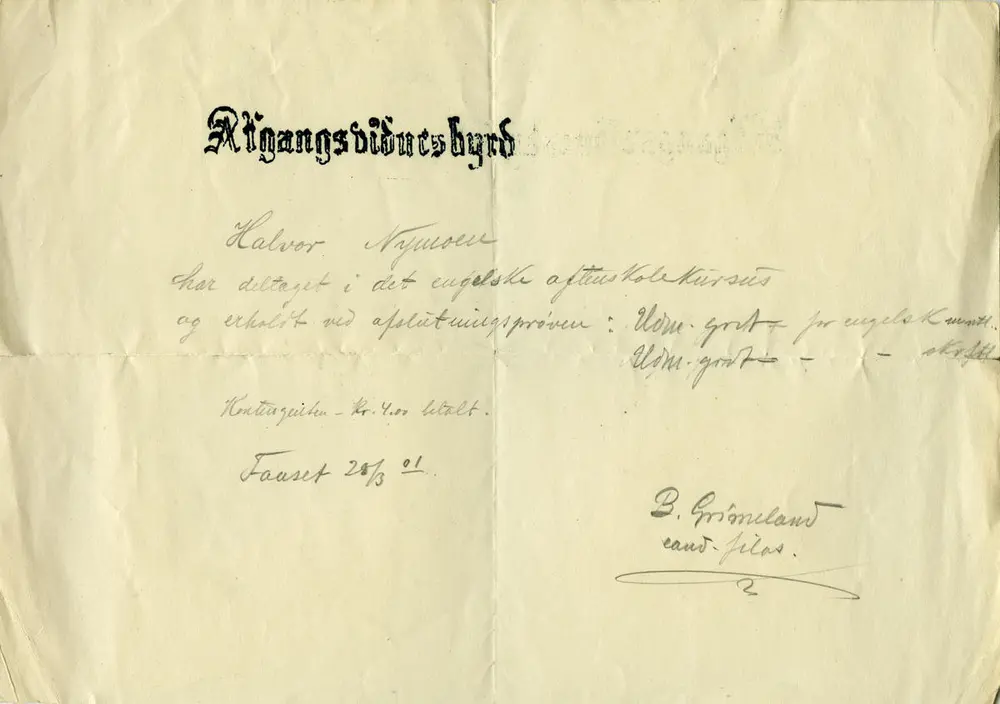 Afgangsvidnesbyrd
Halvor Nymoen
har deltaget i det engelske aftenskolekursus
og erholdt ved afslutningsprøven: Udm. godt + for engelsk mundtl.
Udm. godt - - - skriftl.
Kontingenten - Kr. 4.00 betalt.
Faaset 28/3 01.
B. Grimeland
cand. filos.